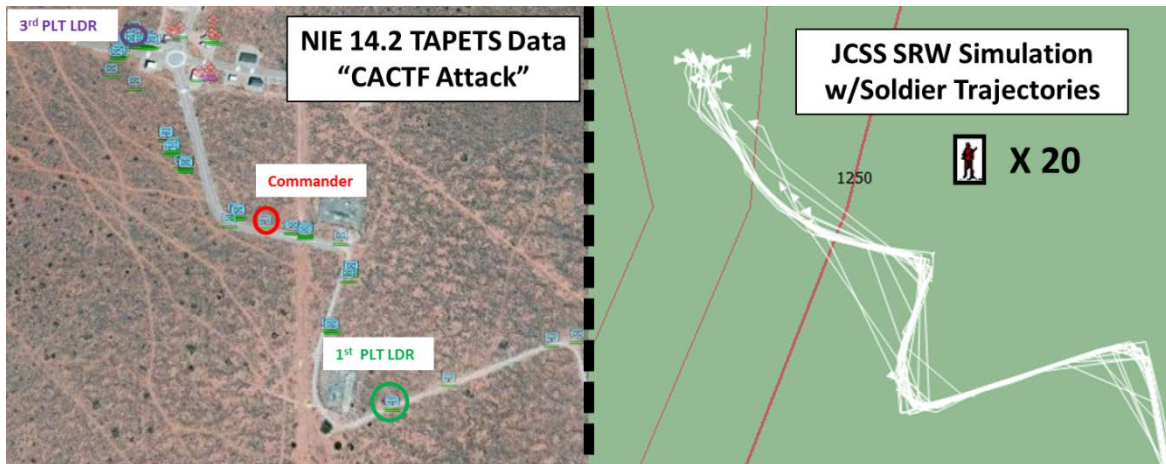 3rd PLT LDR
NIE 14.2 TAPETS Data
“CACTF Attack”
Commander
1st PLT LDR
JCSS SRW Simulation
w/Soldier Trajectories
X 20
1250